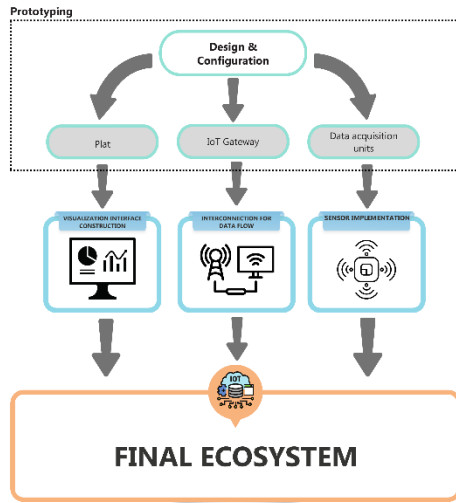 Prototyping
Design &
Configuration
Plat
IoT Gateway
Data acquisition
units
VISUALIZATION INTERFACE
CONSTRUCTION
INTERCONNECTION FOR
DATA FLOW
SENSOR IMPLEMENTATION
IOT
FINAL ECOSYSTEM